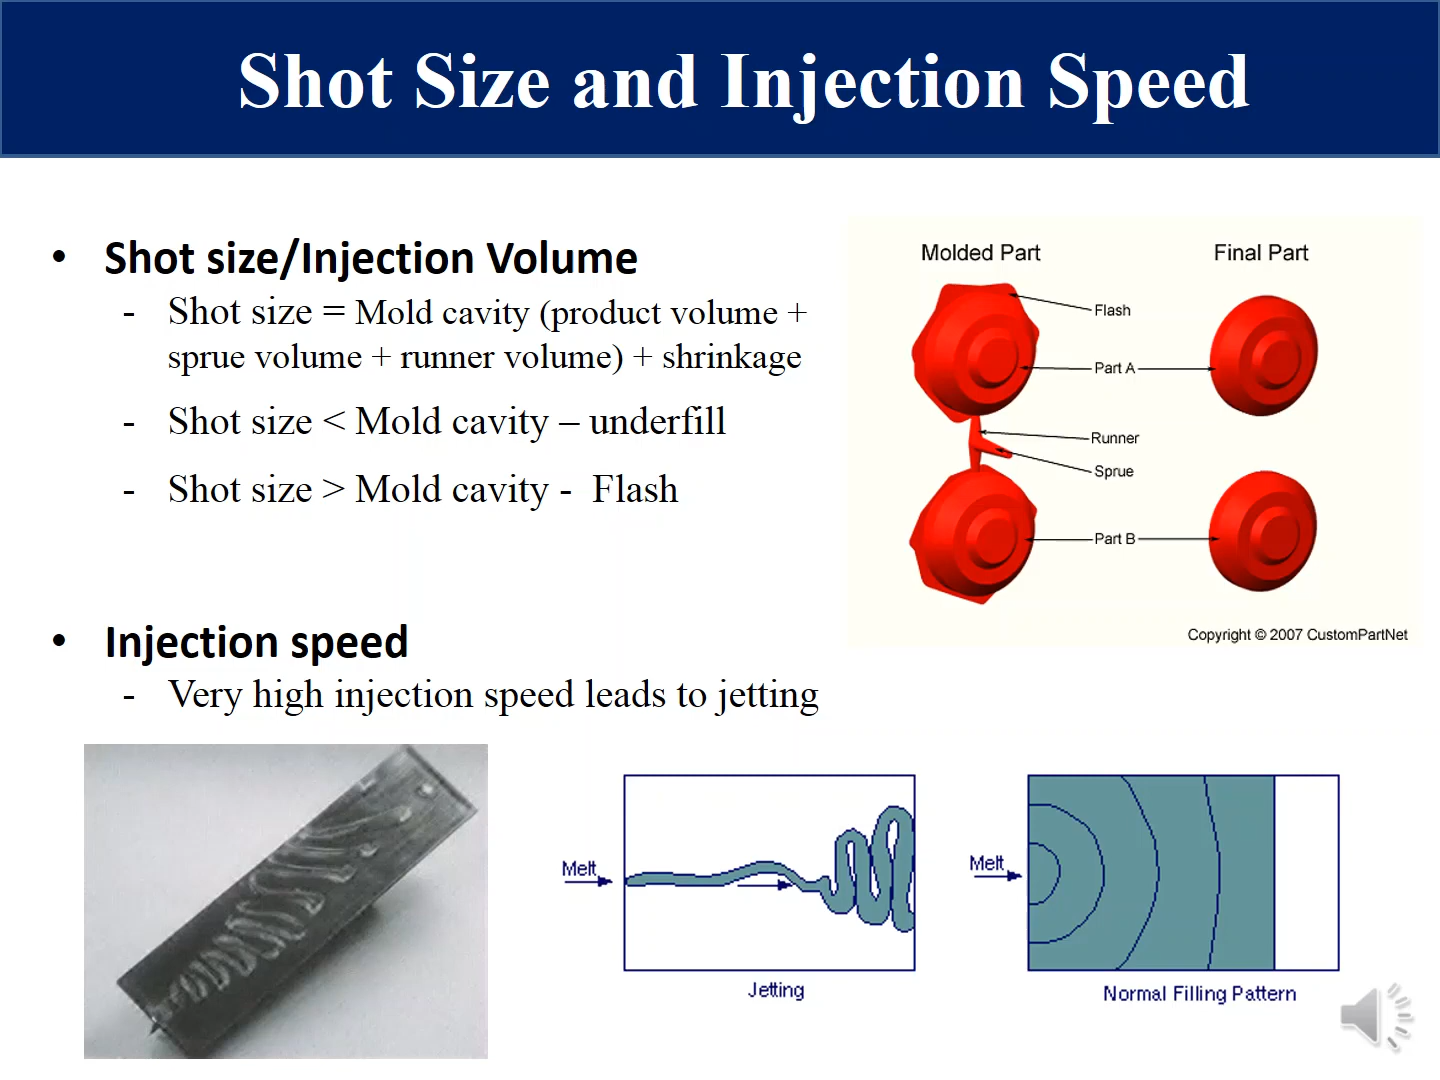 Shot Size and Injection Speed
• Shot size/Injection Volume
- Shot size = Mold cavity (product volume +
sprue volume + runner volume) + shrinkage
- Shot size < Mold cavity – underfill
- Shot size > Mold cavity - Flash
Molded Part
Final Part
Flash
Part A
Runner
Sprue
Part B
Copyright © 2007 CustomPartNet
• Injection speed
- Very high injection speed leads to jetting
Melt
Jetting
Melt
Normal Filling Pattern